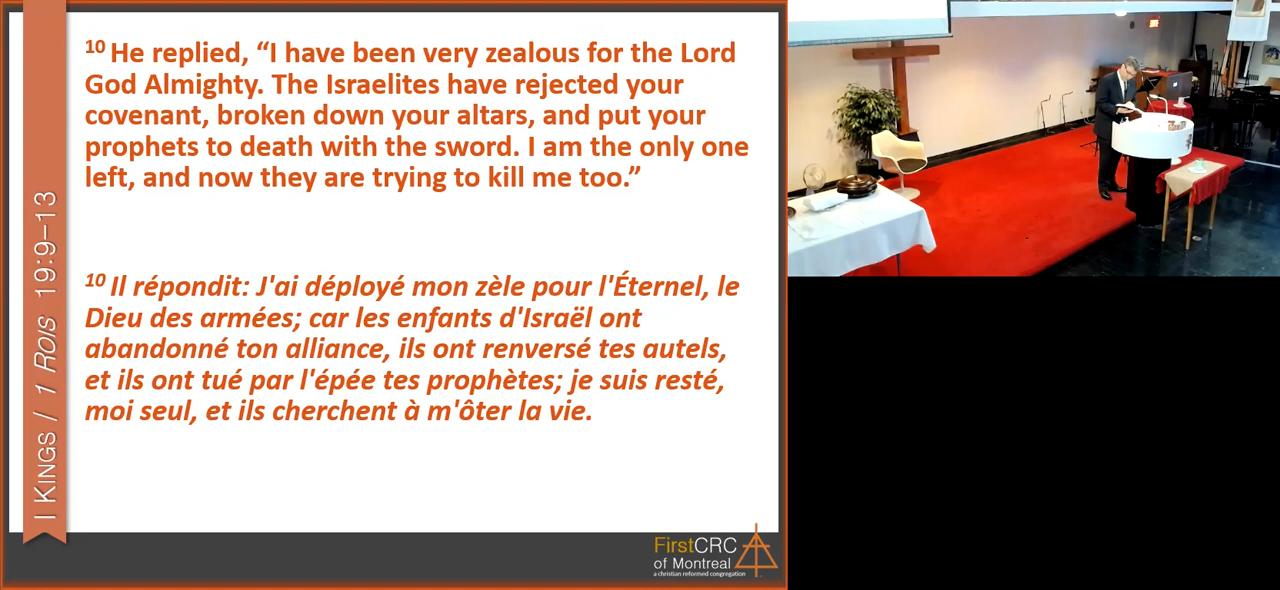 I KINGS / 1 ROIS 19:9–13
10 He replied, “I have been very zealous for the Lord
God Almighty. The Israelites have rejected your
covenant, broken down your altars, and put your
prophets to death with the sword. I am the only one
left, and now they are trying to kill me too.”
10 Il répondit: J'ai déployé mon zèle pour l'Éternel, le
Dieu des armées; car les enfants d'Israël ont
abandonné ton alliance, ils ont renversé tes autels,
et ils ont tué par l'épée tes prophètes; je suis resté,
moi seul, et ils cherchent à m'ôter la vie.
FirstCRC
of Montreal
a christian reformed congregation